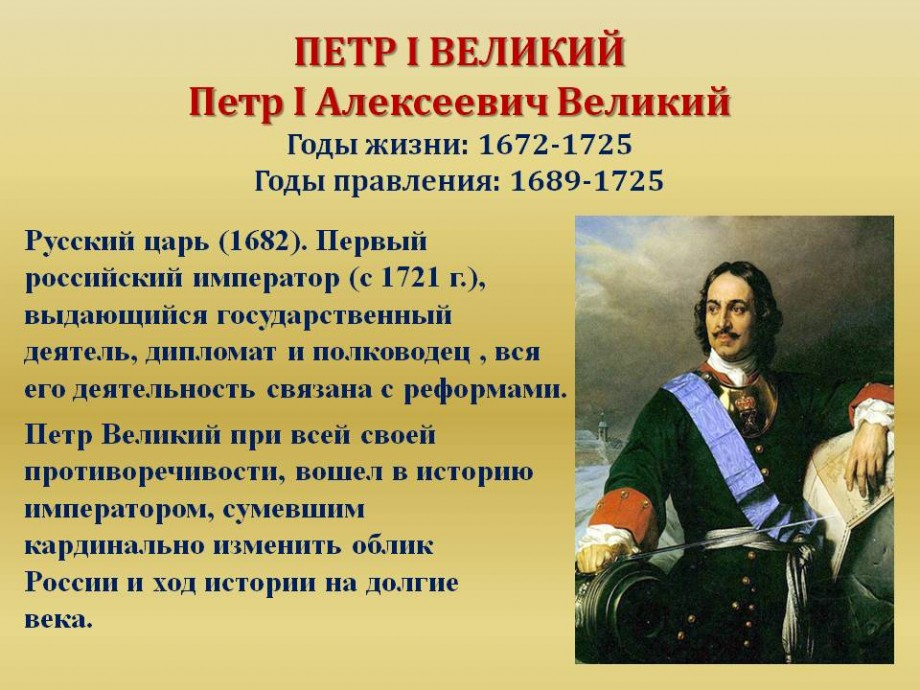 ПЕТР I ВЕЛИКИЙ
Петр I Алексеевич Великий
Годы жизни: 1672-1725
Годы правления: 1689-1725
Русский царь (1682). Первый
российский император (с 1721 г.),
выдающийся государственный
деятель, дипломат и полководец , вся
его деятельность связана с реформами.
Петр Великий при всей своей
противоречивости, вошел в историю
императором, сумевшим
кардинально изменить облик
России и ход истории на долгие
века.